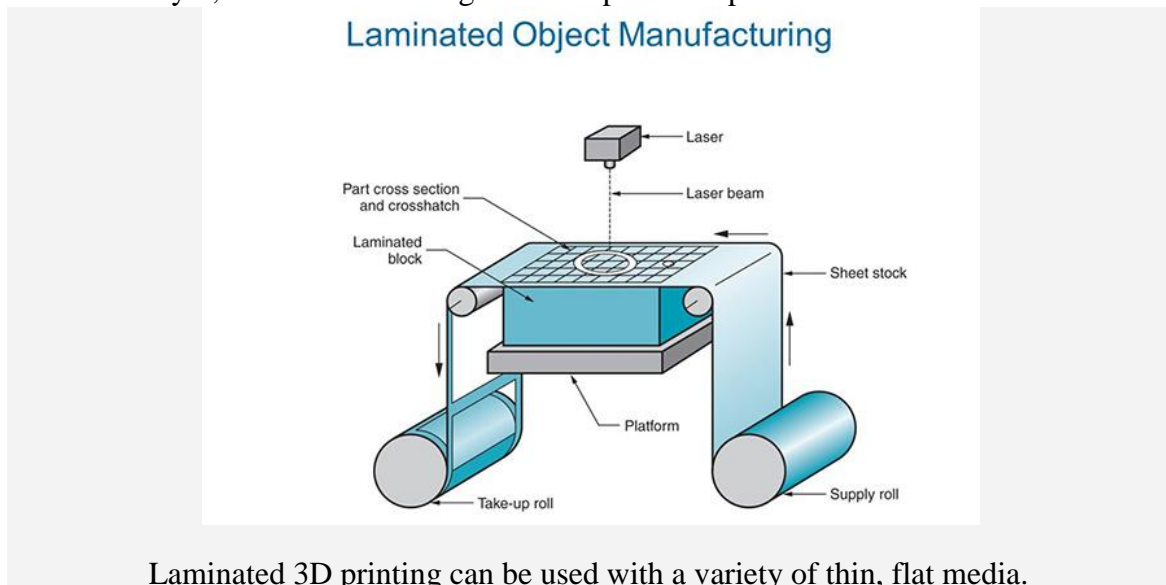 Laminated Object Manufacturing
Laser
Part cross section
and crosshatch
Laser beam
Laminated
block
Sheet stock
Platform
Take-up roll
Supply roll
Laminated 3D printing can be used with a variety of thin, flat media.